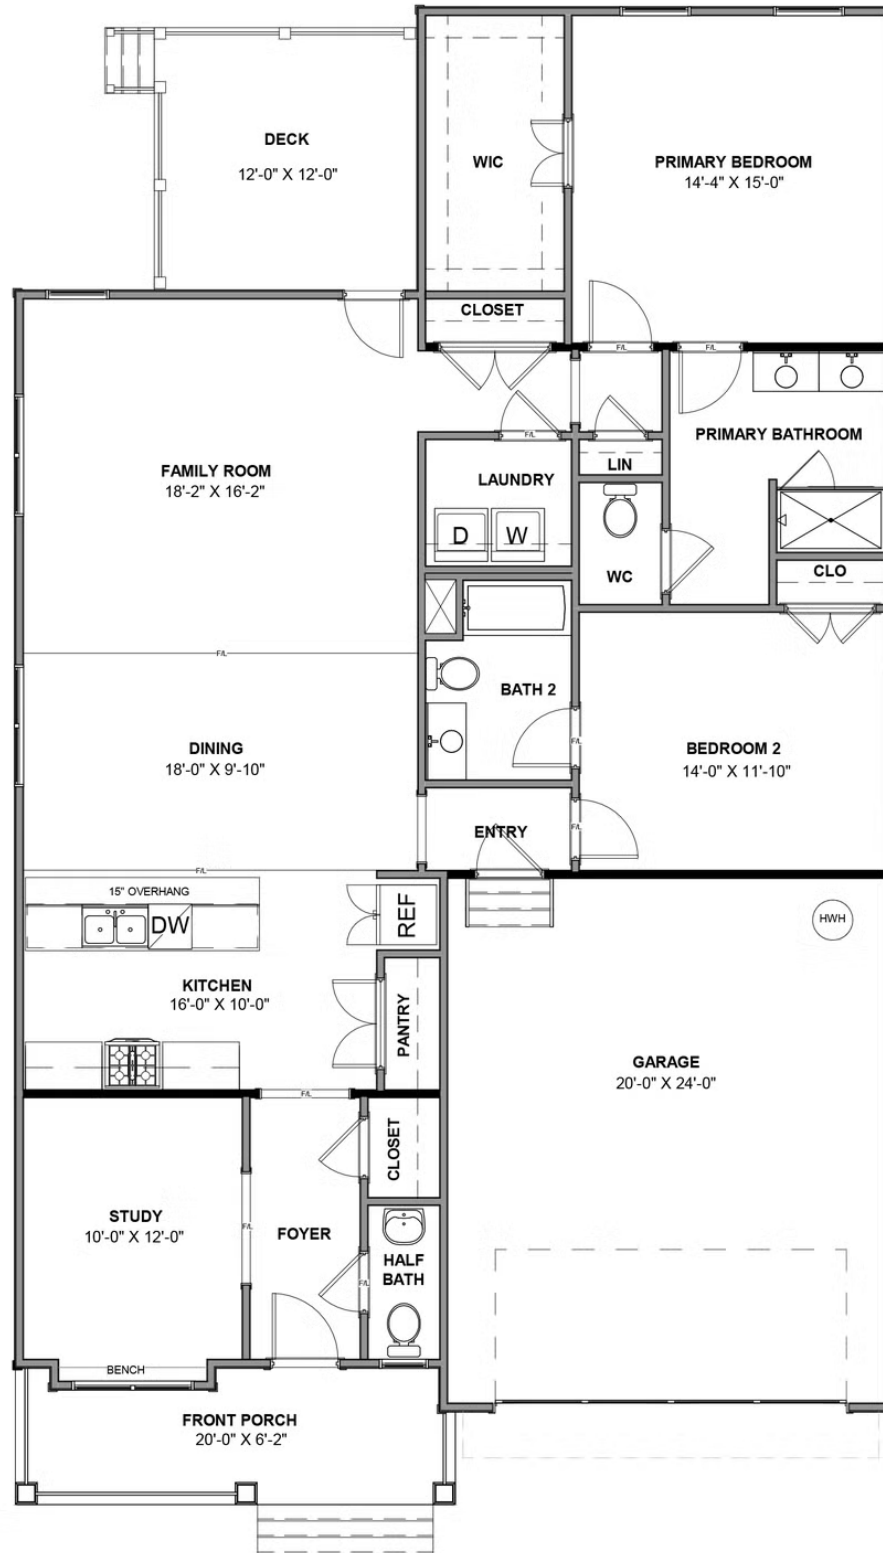 DECK
12'-0" X 12'-0"
WIC
PRIMARY BEDROOM
14'-4" X 15'-0"
CLOSET
F/L
F/L
F/L
PRIMARY BATHROOM
FAMILY ROOM
18'-2" X 16'-2"
LAUNDRY
LIN
D
W
WC
CLO
F/L
BATH 2
F/L
DINING
18'-0" X 9'-10"
BEDROOM 2
14'-0" X 11'-10"
ENTRY
F/L
F/L
15" OVERHANG
DW
REF
HWH
KITCHEN
16'-0" X 10'-0"
PANTRY
GARAGE
20'-0" X 24'-0"
F/L
CLOSET
STUDY
10'-0" X 12'-0"
F/L
FOYER
HALF
BATH
F/L
BENCH
FRONT PORCH
20'-0" X 6'-2"